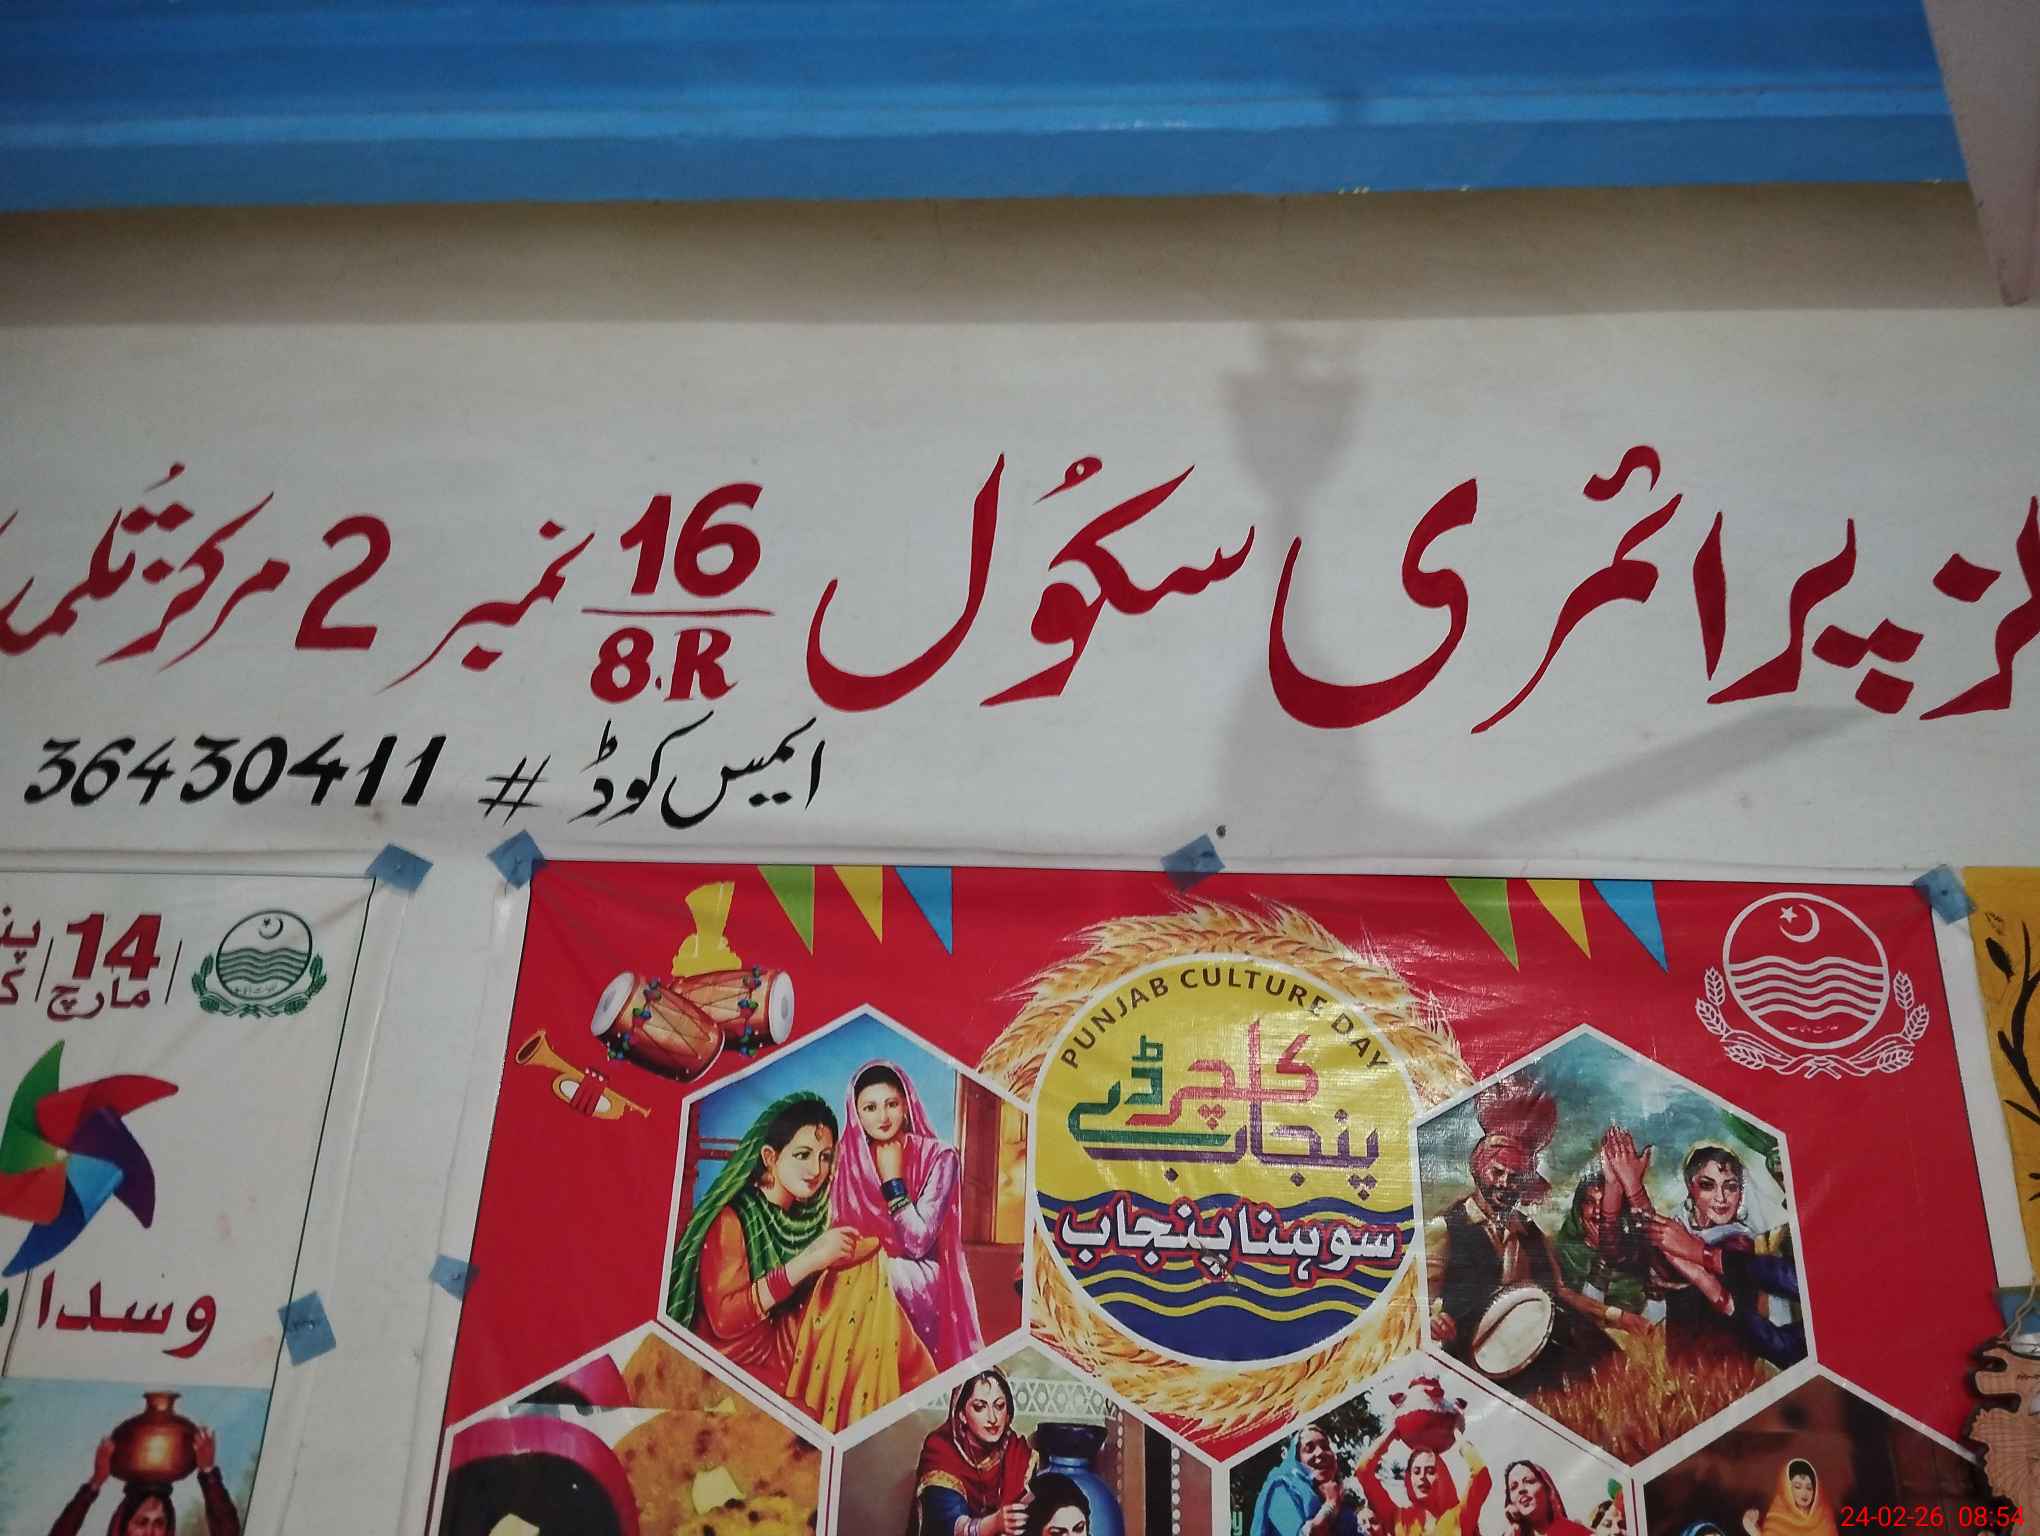 پرائمری سکوُل 16/8.R نمبر 2 مرکز
ایمیس کوڈ # 36430411
14
مارچ
وسدا
PUNJAB CULTURE DAY
پنجاب کلچر ڈے
سوہنا پنجاب
24-02-26 08:54